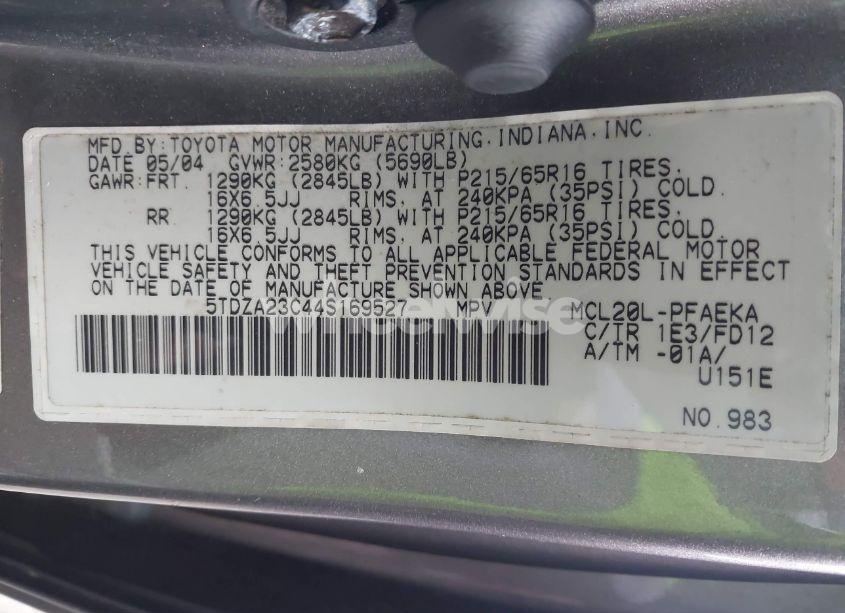 MFD.BY:TOYOTA MOTOR MANUFACTURING.INDIANA.INC.
DATE 05/04 GVWR:2580KG (5690LB)
GAWR:FRT. 1290KG (2845LB) WITH P215/65R16 TIRES.
16X6.5JJ RIMS, AT 240KPA (35PSI) COLD.
RR 1290KG (2845LB) WITH P215/65R16 TIRES.
16X6.5JJ RIMS, AT 240KPA (35PSI) COLD.
THIS VEHICLE CONFORMS TO ALL APPLICABLE FEDERAL MOTOR
VEHICLE SAFETY AND THEFT PREVENTION STANDARDS IN EFFECT
ON THE DATE OF MANUFACTURE SHOWN ABOVE.
5TDZA23C44S169527 MPV MCL20L-PFAEKA
C/TR 1E3/FD12
A/TM -01A/
U151E
NO.983
wheelwise